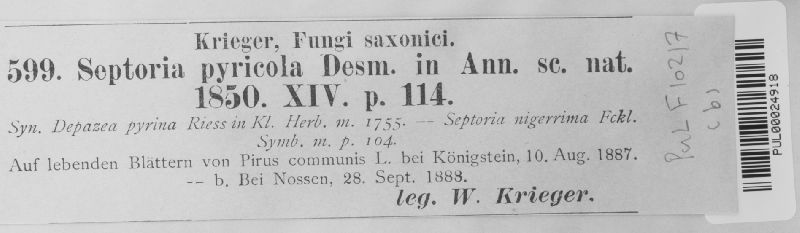 Krieger, Fungi saxonici.
599. Septoria pyricola Desm. in Ann. sc. nat.
1850. XIV. p. 114.
Syn. Depazea pyrina Riess in Kl. Herb. m. 1755. — Septoria nigerrima Fckl.
Symb. m. p. 104.
Auf lebenden Blättern von Pirus communis L. bei Königstein, 10. Aug. 1887.
— b. Bei Nossen, 28. Sept. 1888.
leg. W. Krieger.
PuL F10217
(b)
PUL00024918